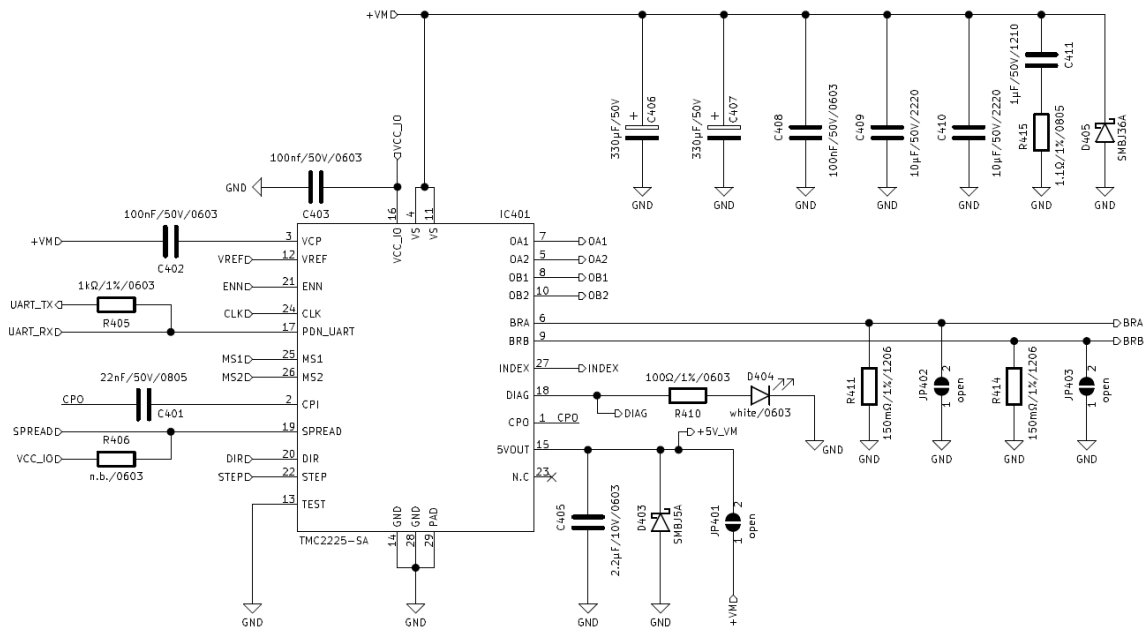 +VM
C406
330µF/50V
C407
330µF/50V
C408
100nF/50V/0603
C409
10µF/50V/2220
C410
10µF/50V/2220
1µF/50V/1210
C411
R415
1.1Ω/1%/0805
D405
SMBJ36A
GND
GND
GND
GND
GND
GND
GND
VCC_IO
100nf/50V/0603
GND
C403
16
4
11
IC401
VCC_IO
VS
VS
100nF/50V/0603
+VM
C402
3
VCP
VREF
12
VREF
ENN
21
ENN
1kΩ/1%/0603
UART_TX
R405
CLK
24
CLK
UART_RX
17
PDN_UART
MS1
25
MS1
MS2
26
MS2
22nF/50V/0805
CPO
C401
2
CPI
SPREAD
19
SPREAD
R406
VCC_IO
n.b./0603
DIR
20
DIR
STEP
22
STEP
13
TEST
GND
GND
PAD
TMC2225-SA
14
28
29
GND
GND
OA1
7
OA1
OA2
5
OA2
OB1
8
OB1
OB2
10
OB2
BRA
6
BRA
BRB
9
BRB
INDEX
27
INDEX
DIAG
18
100Ω/1%/0603
R410
D404
white/0603
DIAG
GND
CPO
1
CPO
+5V_VM
5VOUT
15
N.C
23
C405
2.2µF/10V/0603
D403
SMBJ5A
JP401
1
2
open
GND
GND
+VM
R411
150mΩ/1%/1206
JP402
1
2
open
R414
150mΩ/1%/1206
JP403
1
2
open
GND
GND
GND
GND